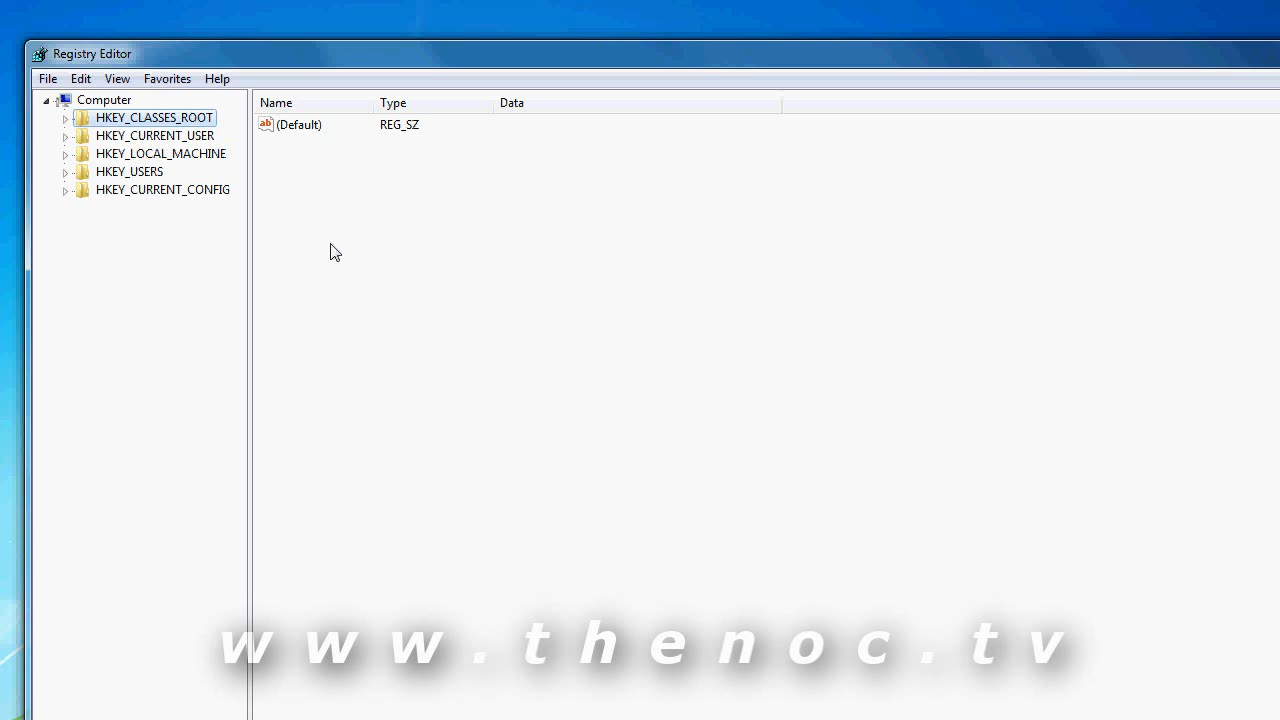 Registry Editor
File Edit View Favorites Help
Computer
HKEY_CLASSES_ROOT
HKEY_CURRENT_USER
HKEY_LOCAL_MACHINE
HKEY_USERS
HKEY_CURRENT_CONFIG
Name Type Data
ab (Default) REG_SZ
www.thenoc.tv